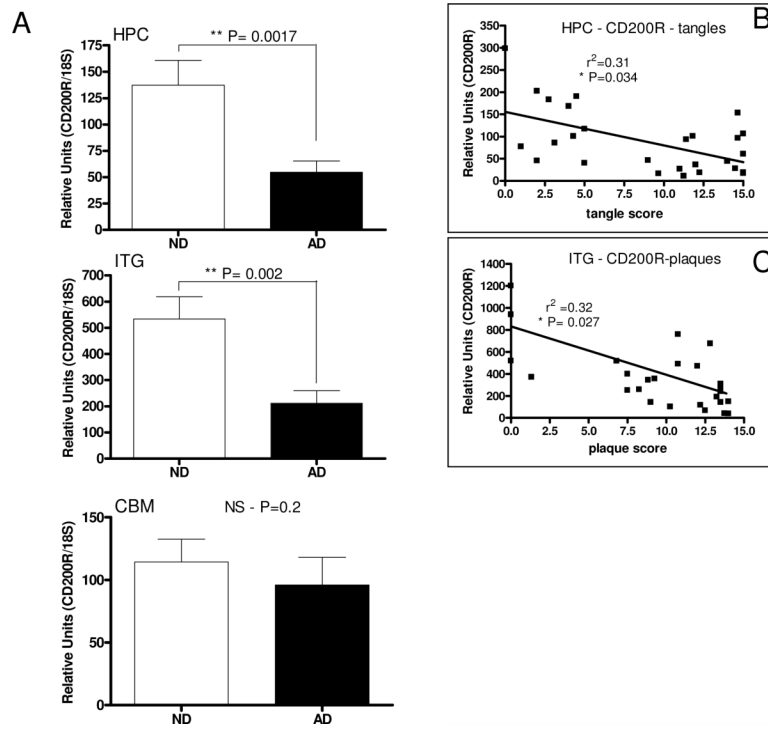 A
HPC
** P= 0.0017
Relative Units (CD200R/18S)
175
150
125
100
75
50
25
0
ND
AD
ITG
** P= 0.002
Relative Units (CD200R/18S)
700
600
500
400
300
200
100
0
ND
AD
CBM
NS - P=0.2
Relative Units (CD200R/18S)
150
100
50
0
ND
AD
B
HPC - CD200R - tangles
r²=0.31
* P=0.034
Relative Units (CD200R)
350
300
250
200
150
100
50
0
0.0 2.5 5.0 7.5 10.0 12.5 15.0
tangle score
C
ITG - CD200R-plaques
r² =0.32
* P= 0.027
Relative Units (CD200R)
1400
1200
1000
800
600
400
200
0
0.0 2.5 5.0 7.5 10.0 12.5 15.0
plaque score